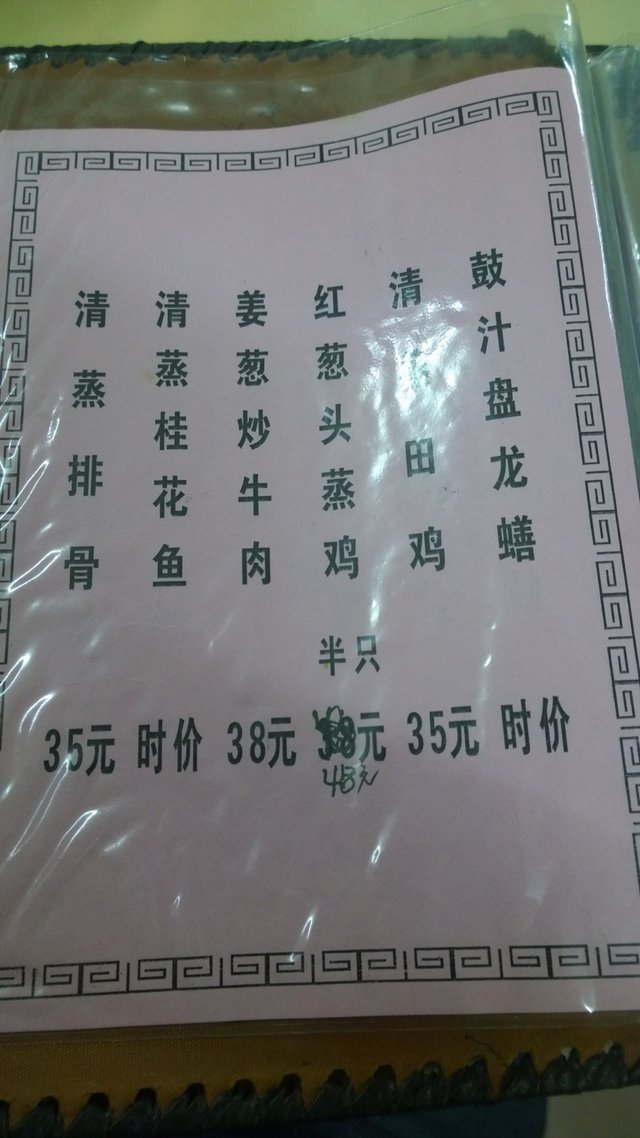 鼓汁盘龙鳝
时价
清 田鸡
35元
红葱头蒸鸡
半只
元
48元
姜葱炒牛肉
38元
清蒸桂花鱼
时价
清蒸排骨
35元